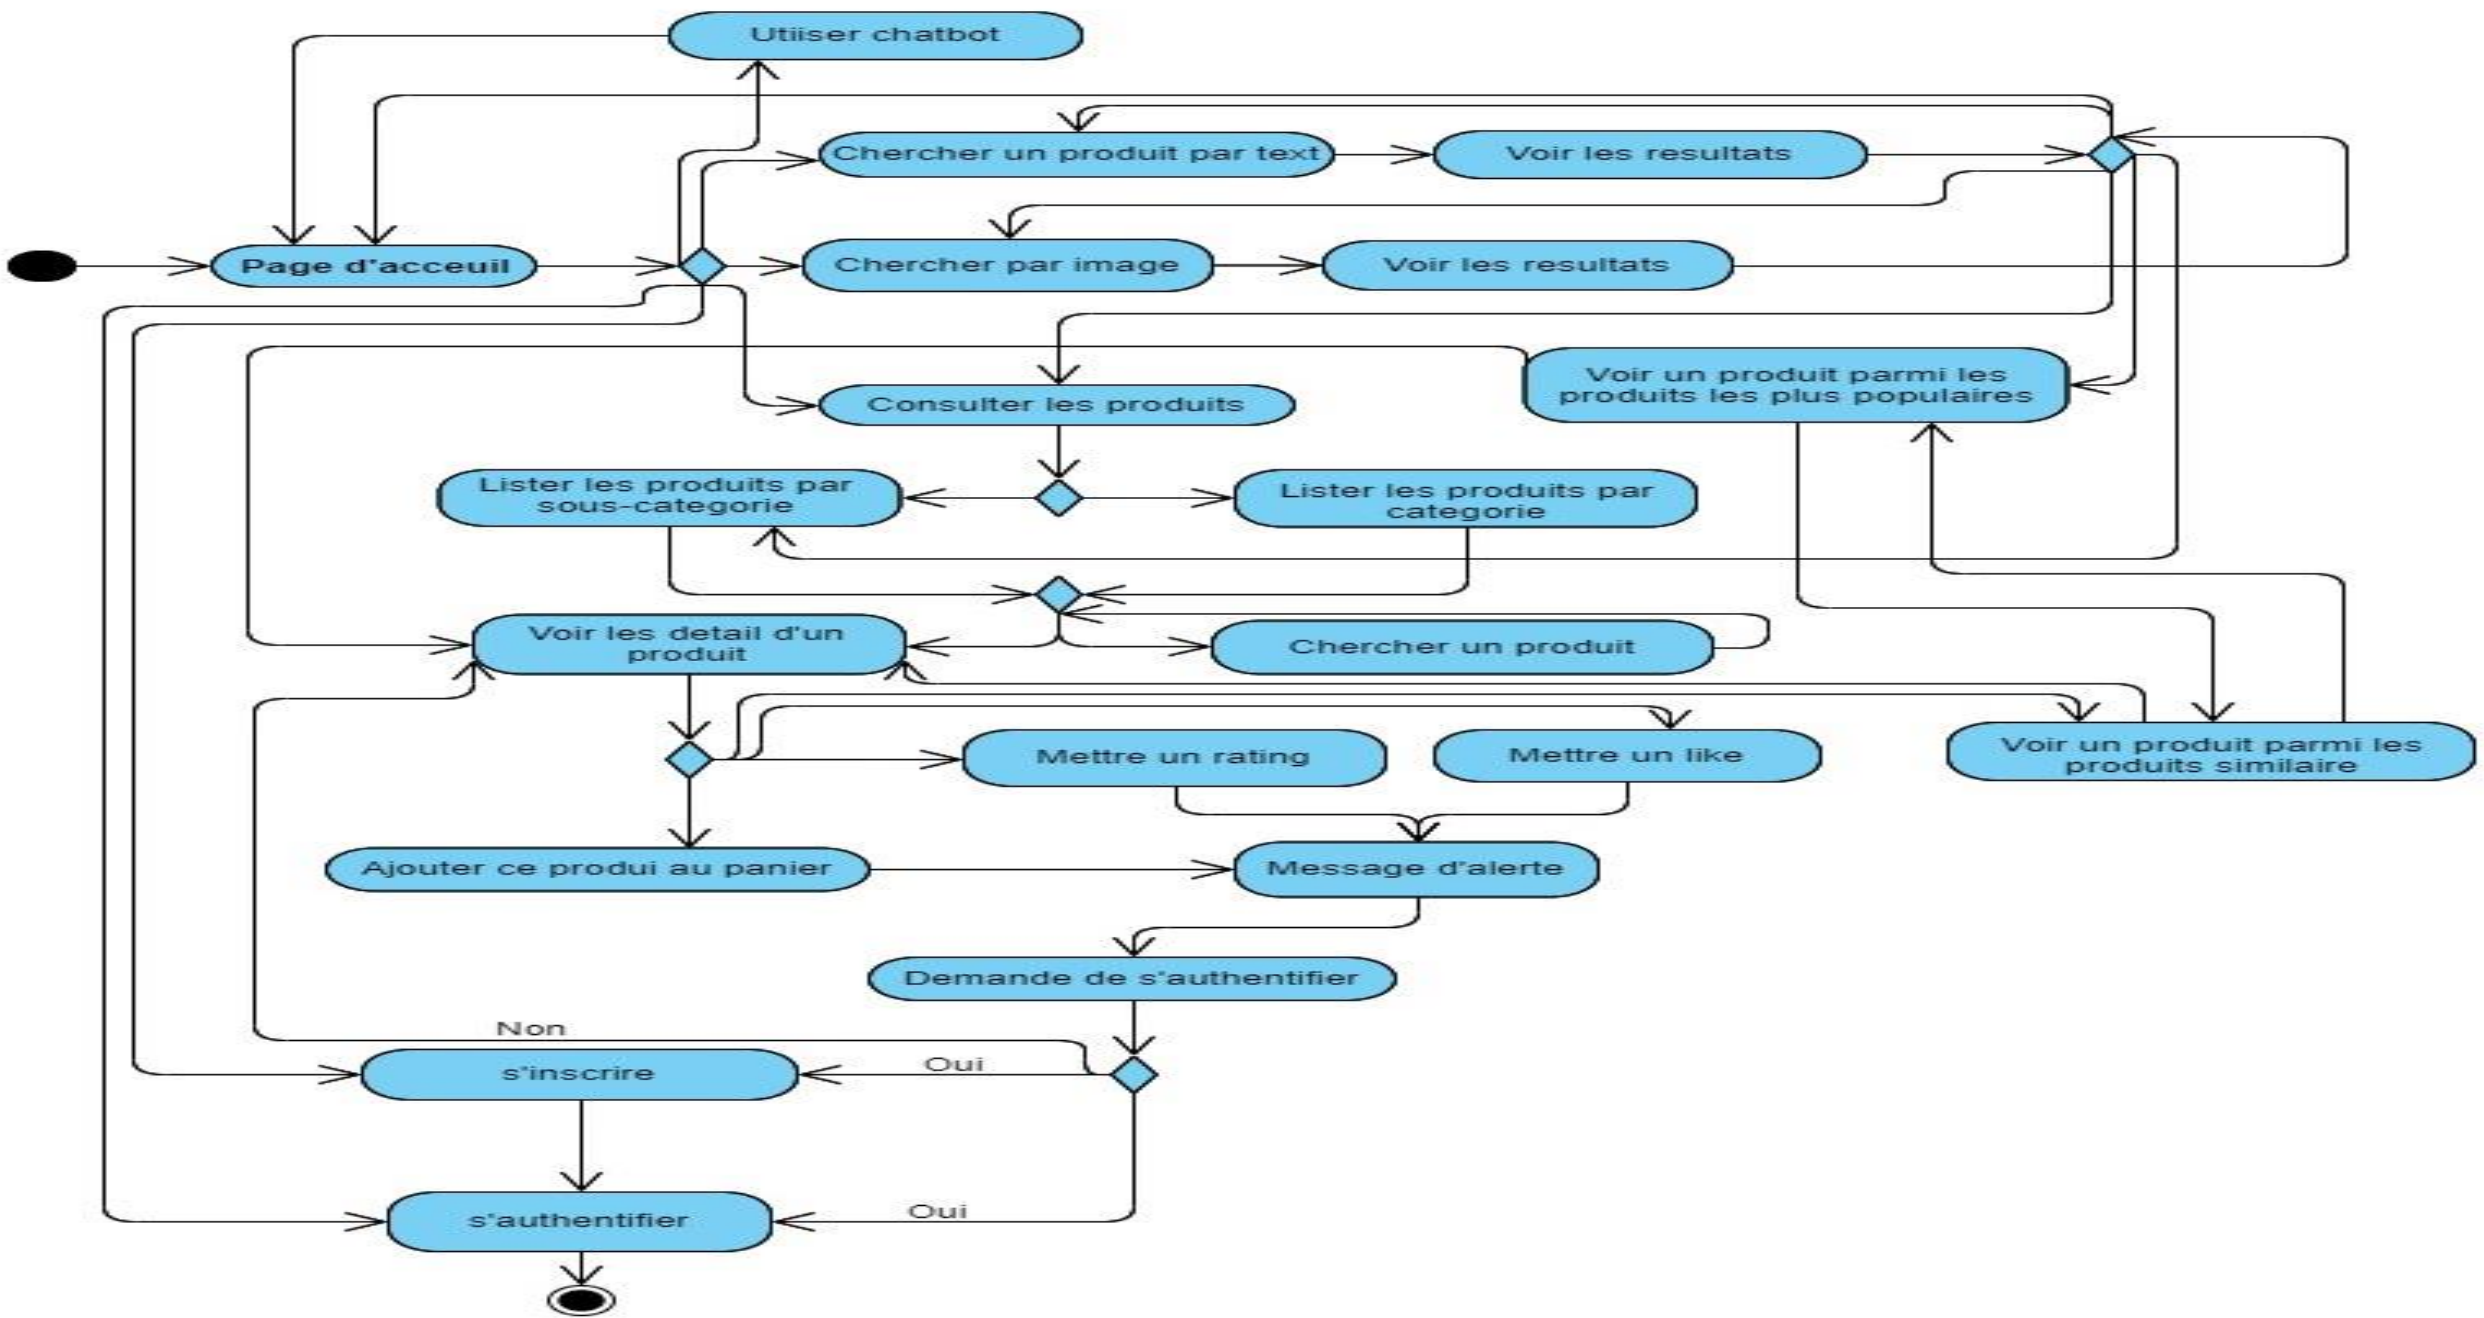 Utiiser chatbot
Chercher un produit par text
Voir les resultats
Page d'acceuil
Chercher par image
Voir les resultats
Voir un produit parmi les
produits les plus populaires
Consulter les produits
Lister les produits par
sous-categorie
Lister les produits par
categorie
Voir les detail d'un
produit
Chercher un produit
Mettre un rating
Mettre un like
Voir un produit parmi les
produits similaire
Ajouter ce produi au panier
Message d'alerte
Demande de s'authentifier
Non
s'inscrire
Oui
s'authentifier
Oui